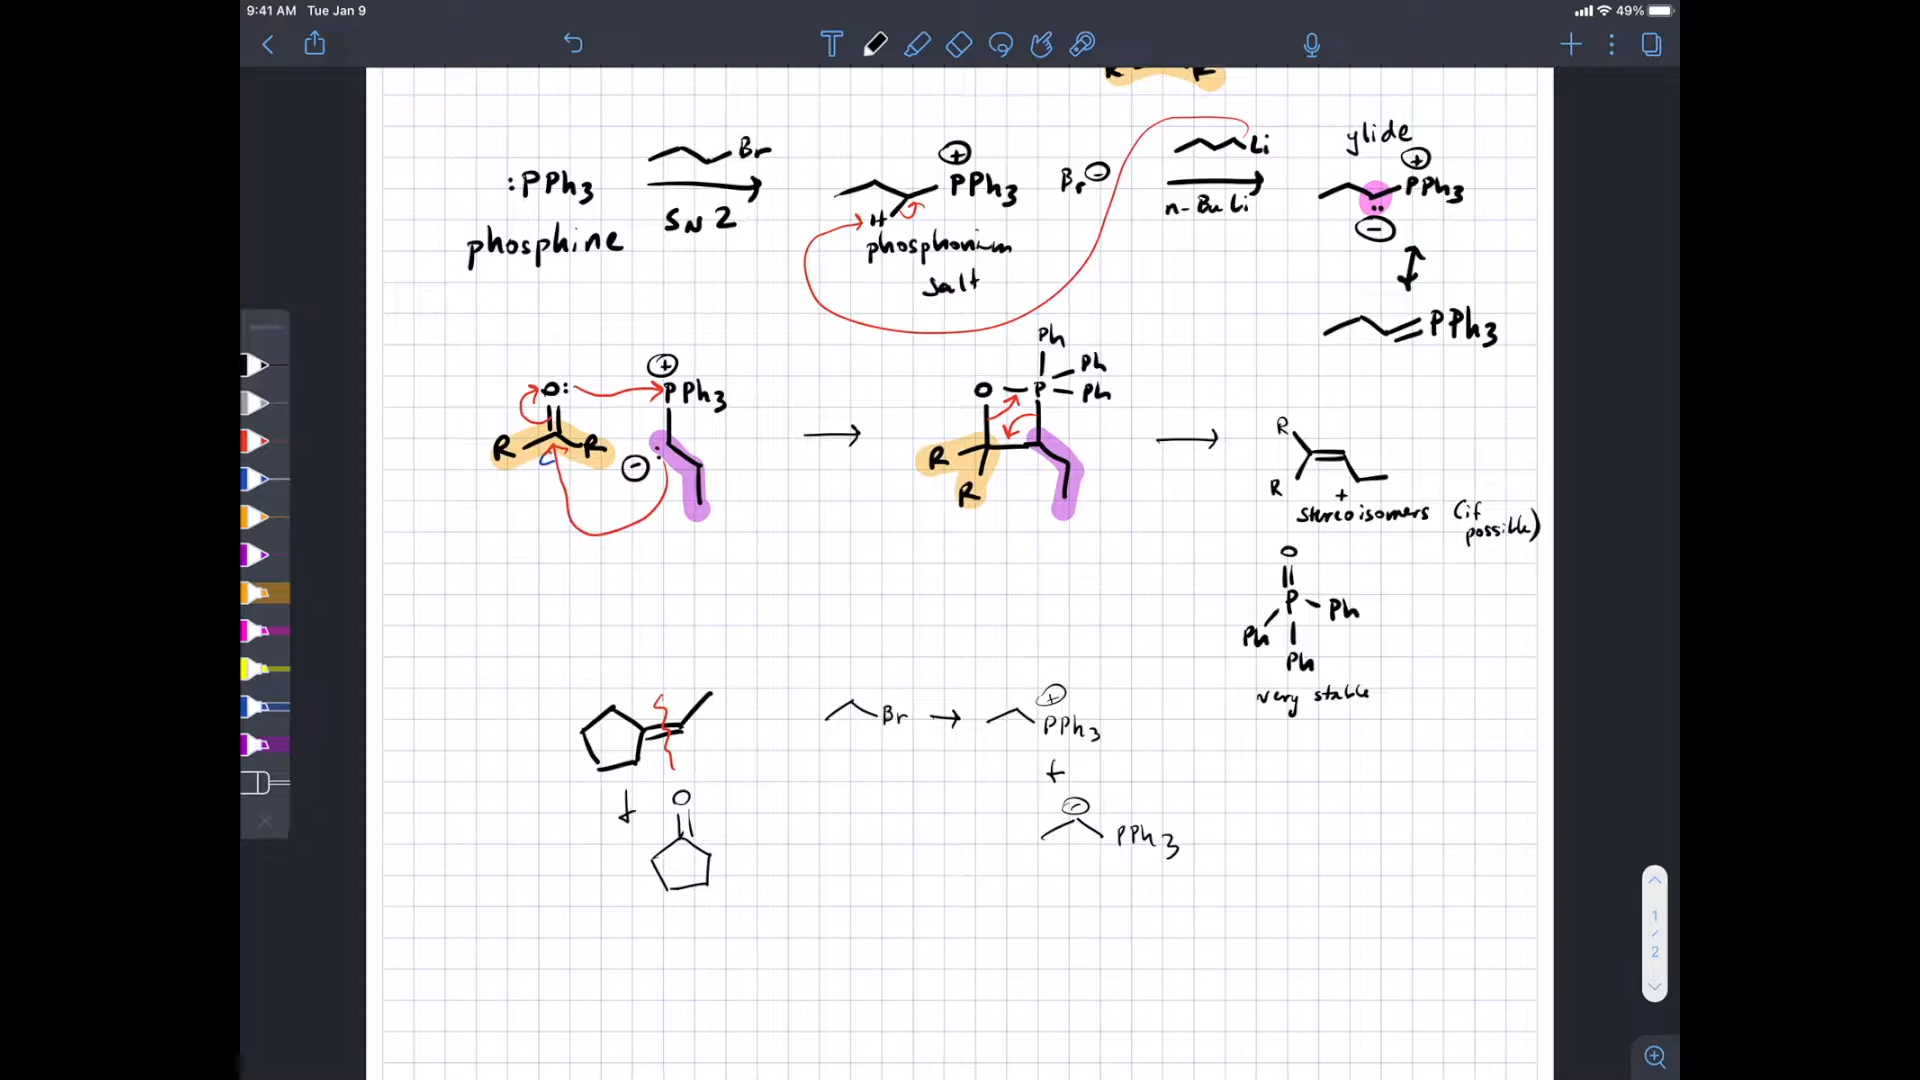 9:41 AM Tue Jan 9
49%
Br
:PPh3
SN2
phosphine
⊕
PPh3
Br⊖
H
phosphonium
salt
Li
n-BuLi
ylide
⊕
PPh3
⊖
PPh3
O:
R
R
C
⊕
PPh3
⊖
Ph
O
P
Ph
Ph
R
R
R
R
+
stereoisomers (if
possible)
O
P
Ph
Ph
Ph
very stable
Br
⊕
PPh3
+
⊖
PPh3
O
1
/
2